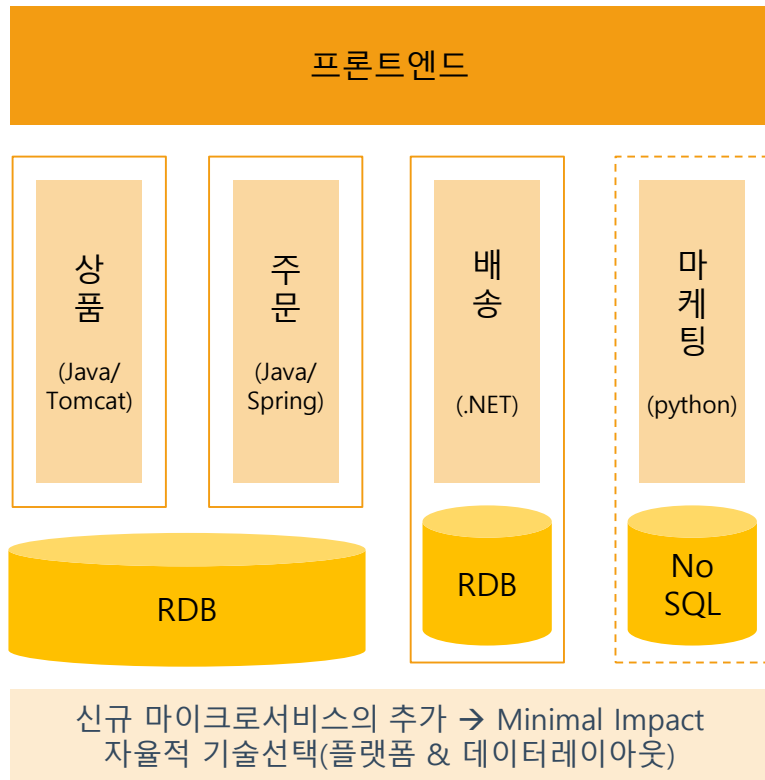 프론트엔드
상
품
(Java/
Tomcat)
주
문
(Java/
Spring)
배
송
(.NET)
마
케
팅
(python)
RDB
RDB
No
SQL
신규 마이크로서비스의 추가 → Minimal Impact
자율적 기술선택(플랫폼 & 데이터레이아웃)